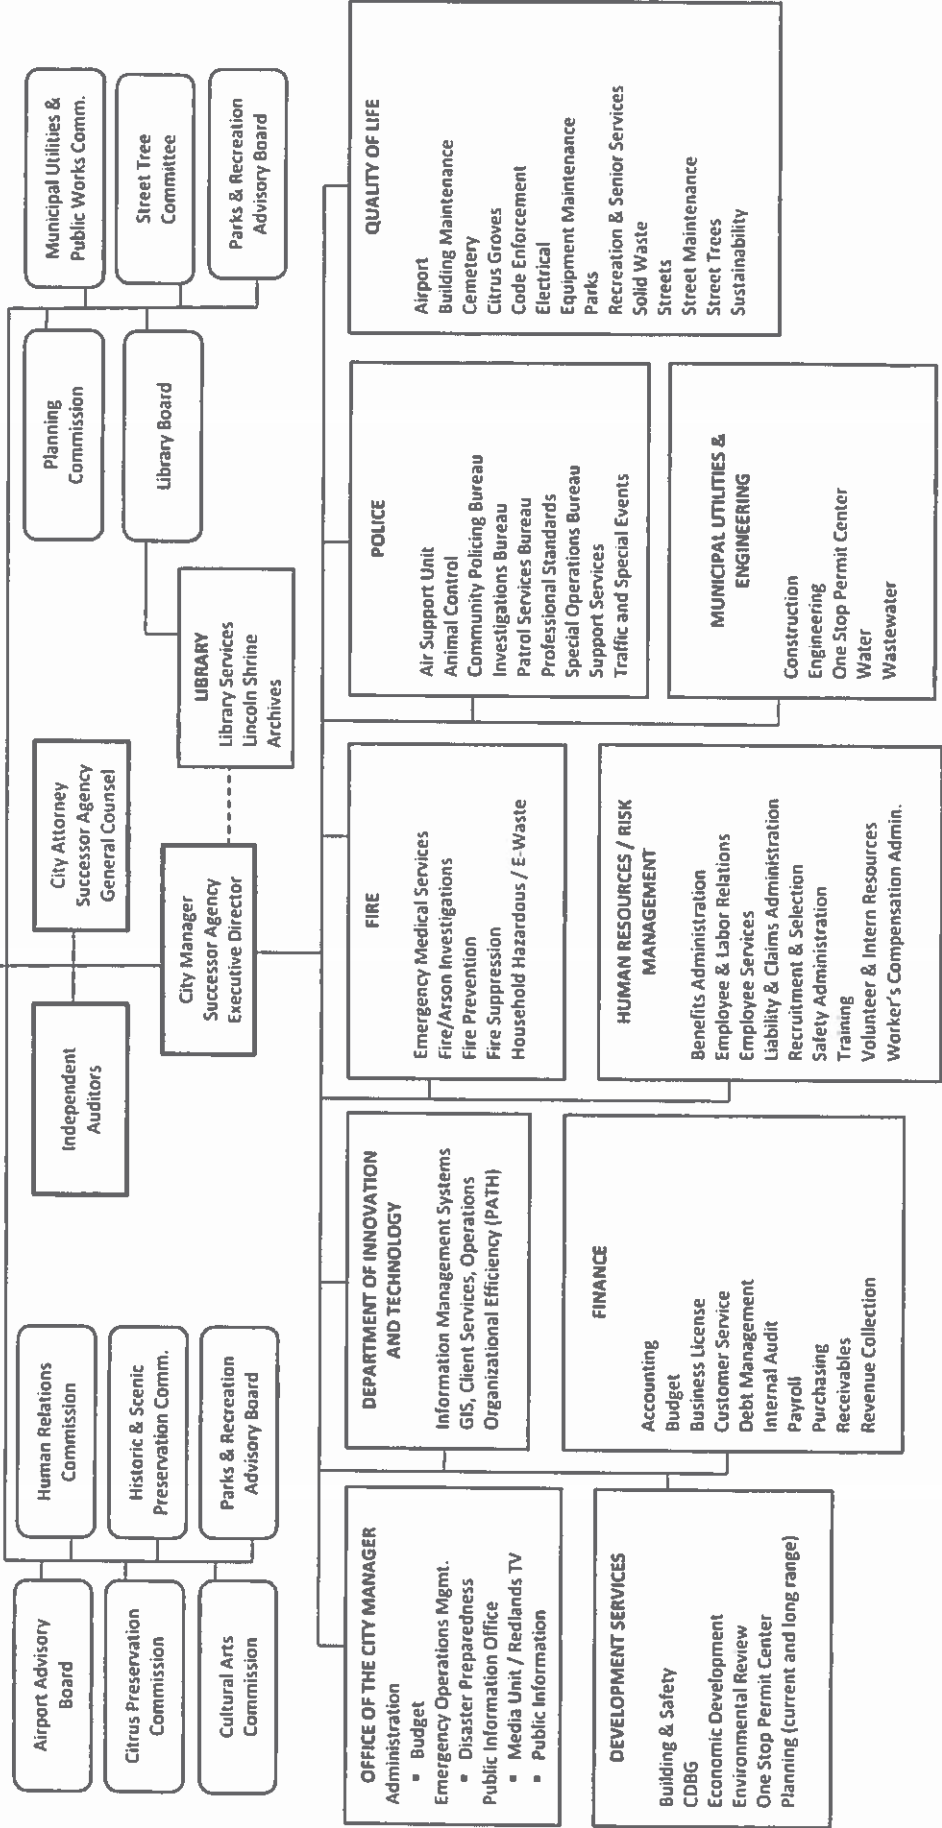 Airport Advisory
Board
Human Relations
Commission
Citrus Preservation
Commission
Historic & Scenic
Preservation Comm.
Cultural Arts
Commission
Parks & Recreation
Advisory Board
Independent
Auditors
City Attorney
Successor Agency
General Counsel
City Manager
Successor Agency
Executive Director
LIBRARY
Library Services
Lincoln Shrine
Archives
Planning
Commission
Municipal Utilities &
Public Works Comm.
Library Board
Street Tree
Committee
Parks & Recreation
Advisory Board
OFFICE OF THE CITY MANAGER
Administration
▪ Budget
Emergency Operations Mgmt.
▪ Disaster Preparedness
Public Information Office
▪ Media Unit / Redlands TV
▪ Public Information
DEPARTMENT OF INNOVATION
AND TECHNOLOGY
Information Management Systems
GIS, Client Services, Operations
Organizational Efficiency (PATH)
FIRE
Emergency Medical Services
Fire/Arson Investigations
Fire Prevention
Fire Suppression
Household Hazardous / E-Waste
POLICE
Air Support Unit
Animal Control
Community Policing Bureau
Investigations Bureau
Patrol Services Bureau
Professional Standards
Special Operations Bureau
Support Services
Traffic and Special Events
QUALITY OF LIFE
Airport
Building Maintenance
Cemetery
Citrus Groves
Code Enforcement
Electrical
Equipment Maintenance
Parks
Recreation & Senior Services
Solid Waste
Streets
Street Maintenance
Street Trees
Sustainability
DEVELOPMENT SERVICES
Building & Safety
CDBG
Economic Development
Environmental Review
One Stop Permit Center
Planning (current and long range)
FINANCE
Accounting
Budget
Business License
Customer Service
Debt Management
Internal Audit
Payroll
Purchasing
Receivables
Revenue Collection
HUMAN RESOURCES / RISK
MANAGEMENT
Benefits Administration
Employee & Labor Relations
Employee Services
Liability & Claims Administration
Recruitment & Selection
Safety Administration
Training
Volunteer & Intern Resources
Worker's Compensation Admin.
MUNICIPAL UTILITIES &
ENGINEERING
Construction
Engineering
One Stop Permit Center
Water
Wastewater